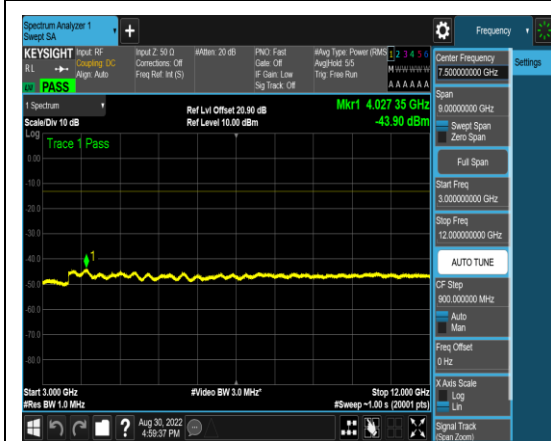 Spectrum Analyzer 1
Swept SA
Frequency
KEYSIGHT
RL
PASS
Input: RF
Coupling: DC
Align: Auto
Input Z: 50 Ω
Corrections: Off
Freq Ref: Int (S)
#Atten: 20 dB
PNO: Fast
Gate: Off
IF Gain: Low
Sig Track: Off
#Avg Type: Power (RMS)
Avg|Hold: 5/5
Trig: Free Run
1 2 3 4 5 6
M W W W W W
A A A A A A
1 Spectrum
Scale/Div 10 dB
Ref Lvl Offset 20.90 dB
Ref Level 10.00 dBm
Mkr1 4.027 35 GHz
-43.90 dBm
Log
Trace 1 Pass
0.00
-10.0
-20.0
-30.0
-40.0
-50.0
-60.0
-70.0
-80.0
1
Start 3.000 GHz
#Res BW 1.0 MHz
#Video BW 3.0 MHz*
Stop 12.000 GHz
#Sweep ~1.00 s (20001 pts)
Aug 30, 2022
4:59:37 PM
Center Frequency
7.500000000 GHz
Span
9.00000000 GHz
Swept Span
Zero Span
Full Span
Start Freq
3.000000000 GHz
Stop Freq
12.000000000 GHz
AUTO TUNE
CF Step
900.000000 MHz
Auto
Man
Freq Offset
0 Hz
X Axis Scale
Log
Lin
Signal Track
(Span Zoom)
Settings